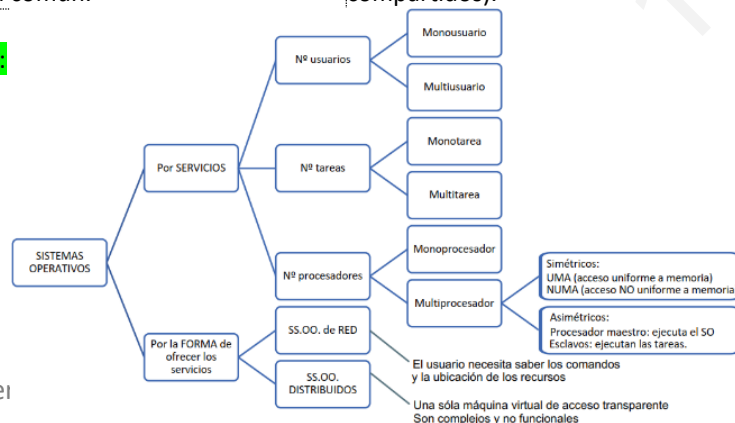 común.
compartidos).
:
SISTEMAS
OPERATIVOS
Por SERVICIOS
Nº usuarios
Monousuario
Multiusuario
Nº tareas
Monotarea
Multitarea
Nº procesadores
Monoprocesador
Multiprocesador
Simétricos:
UMA (acceso uniforme a memoria)
NUMA (acceso NO uniforme a memoria
Asimétricos:
Procesador maestro: ejecuta el SO
Esclavos: ejecutan las tareas.
Por la FORMA de
ofrecer los
servicios
SS.OO. de RED
El usuario necesita saber los comandos
y la ubicación de los recursos
SS.OO.
DISTRIBUIDOS
Una sóla máquina virtual de acceso transparente
Son complejos y no funcionales